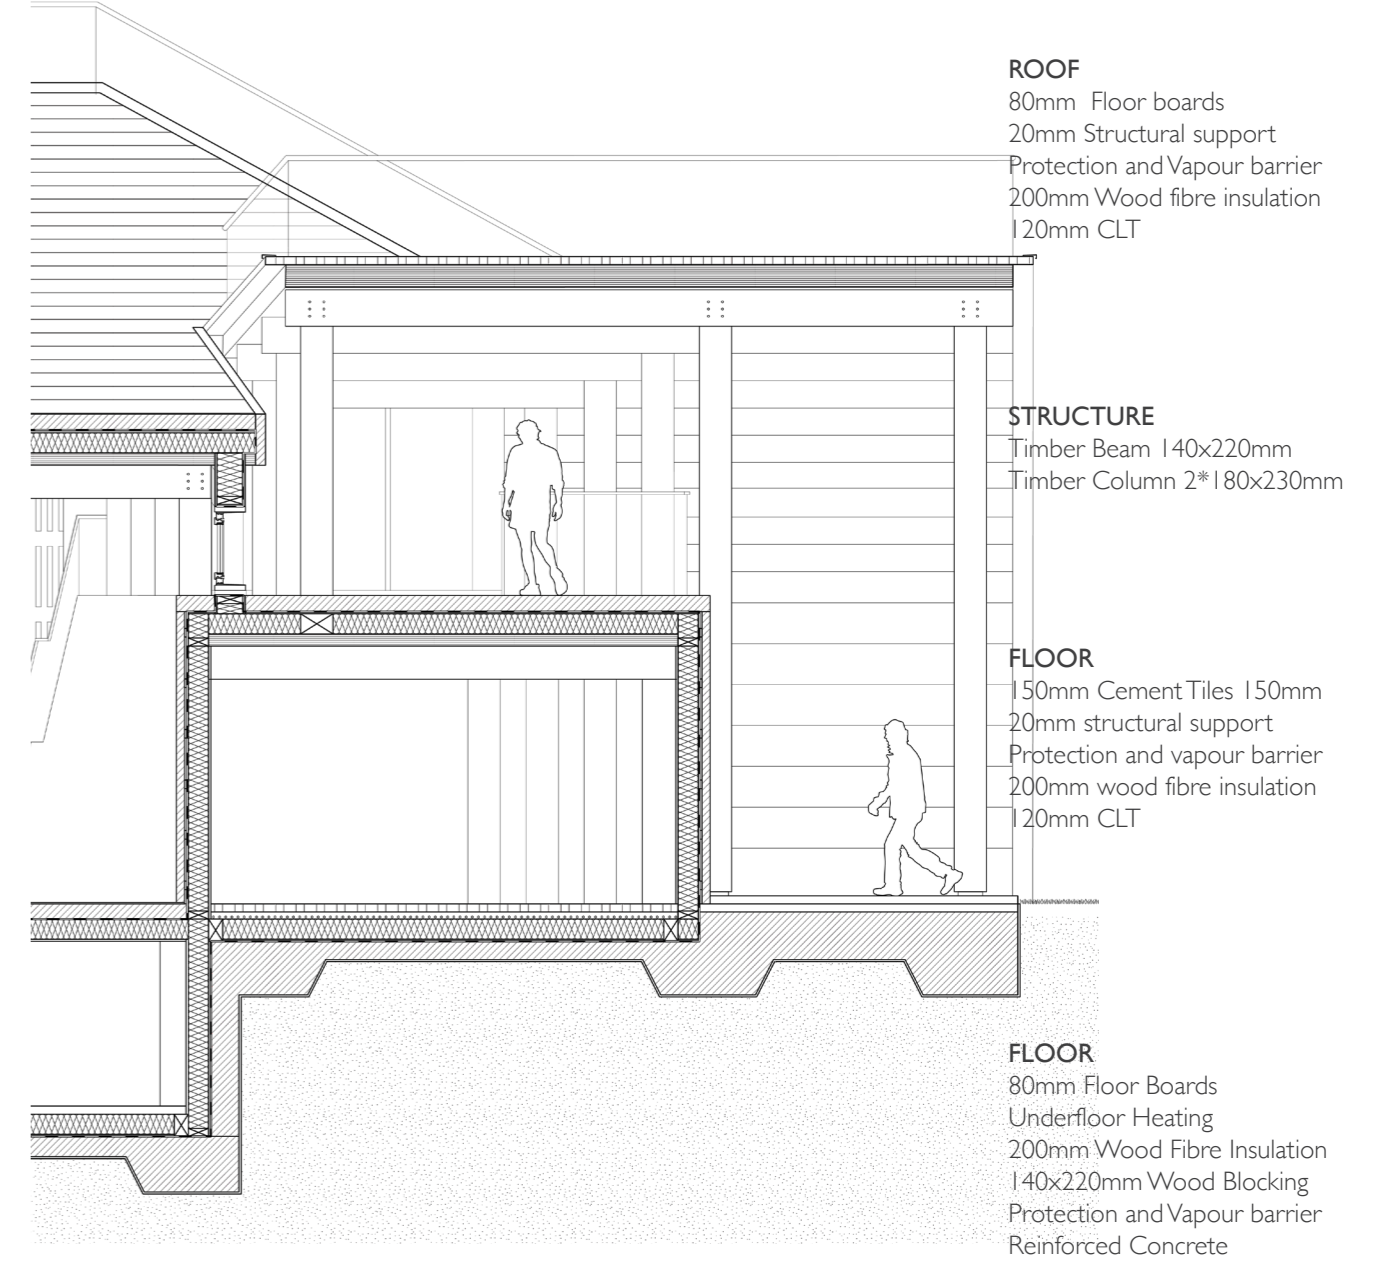 ROOF
80mm  Floor boards
20mm Structural support
Protection and Vapour barrier
200mm Wood fibre insulation
120mm CLT
STRUCTURE
Timber Beam 140x220mm
Timber Column 2*180x230mm
FLOOR
150mm Cement Tiles 150mm
20mm structural support
Protection and vapour barrier
200mm wood fibre insulation
120mm CLT
FLOOR
80mm Floor Boards
Underfloor Heating
200mm Wood Fibre Insulation
140x220mm Wood Blocking
Protection and Vapour barrier
Reinforced Concrete